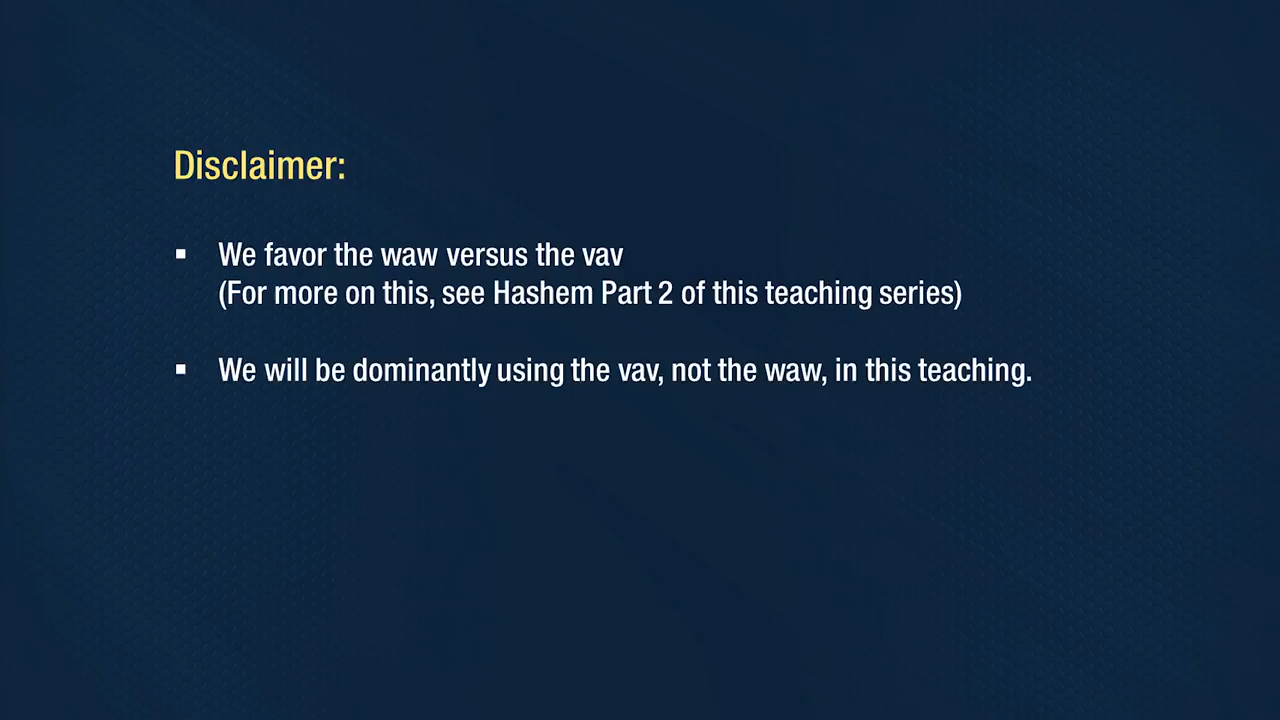 Disclaimer:
▪ We favor the waw versus the vav
(For more on this, see Hashem Part 2 of this teaching series)
▪ We will be dominantly using the vav, not the waw, in this teaching.